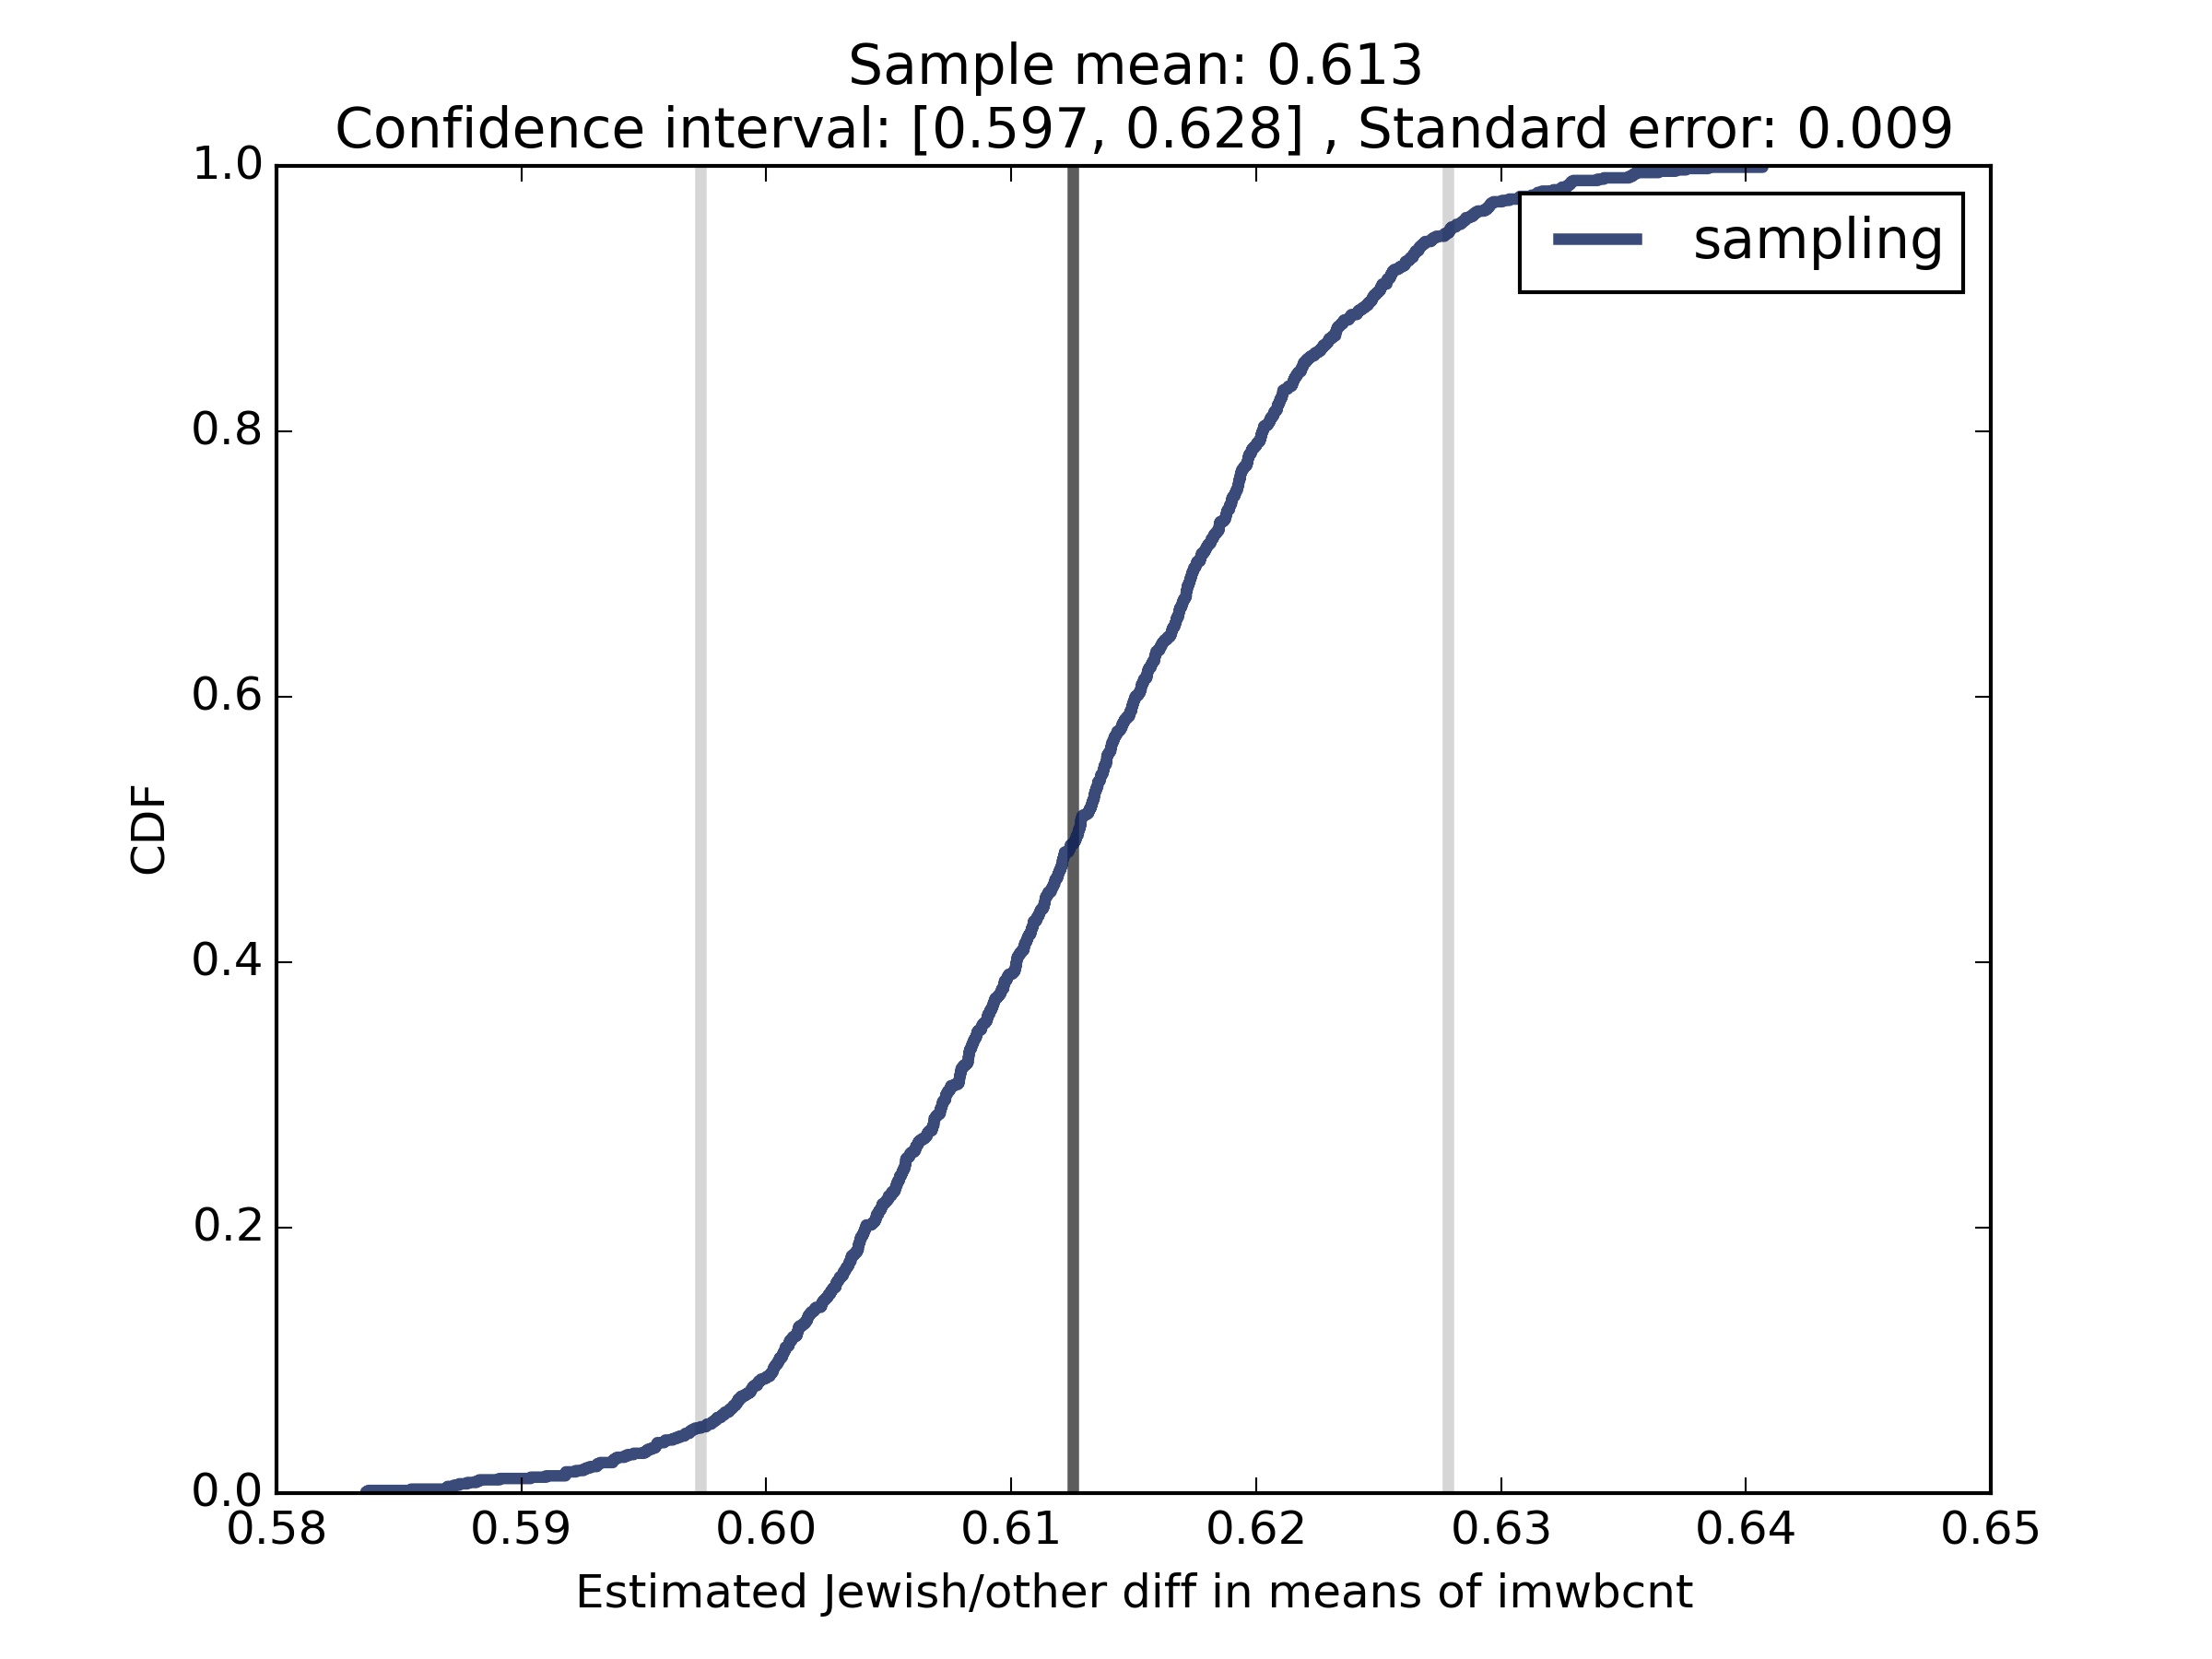 Sample mean: 0.613
Confidence interval: [0.597, 0.628] , Standard error: 0.009
1.0
sampling
0.8
0.6
CDF
0.4
0.2
0.0
0.58 0.59 0.60 0.61 0.62 0.63 0.64 0.65
Estimated Jewish/other diff in means of imwbcnt